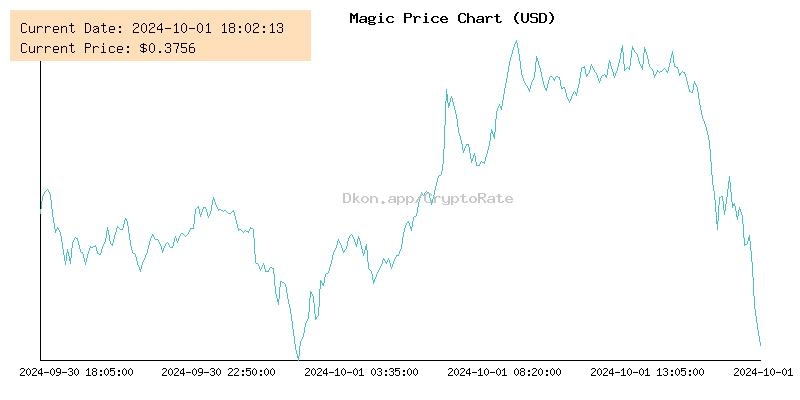 Magic Price Chart (USD)
Current Date: 2024-10-01 18:02:13
Current Price: $0.3756
Dkon.app/CryptoRate
2024-09-30 18:05:00 2024-09-30 22:50:00 2024-10-01 03:35:00 2024-10-01 08:20:00 2024-10-01 13:05:00 2024-10-01